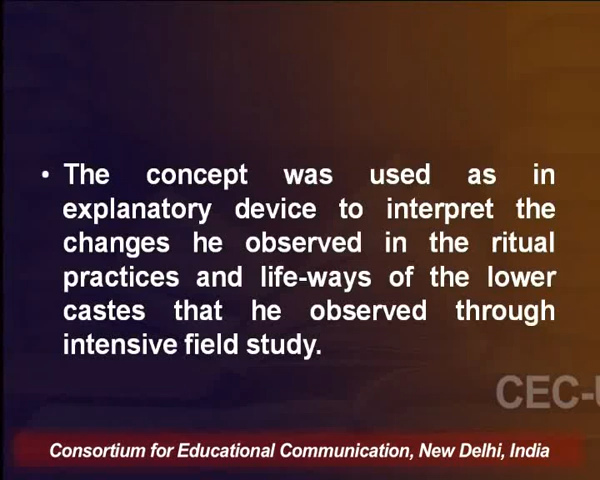 • The concept was used as in
explanatory device to interpret the
changes he observed in the ritual
practices and life-ways of the lower
castes that he observed through
intensive field study.
CEC-U
Consortium for Educational Communication, New Delhi, India